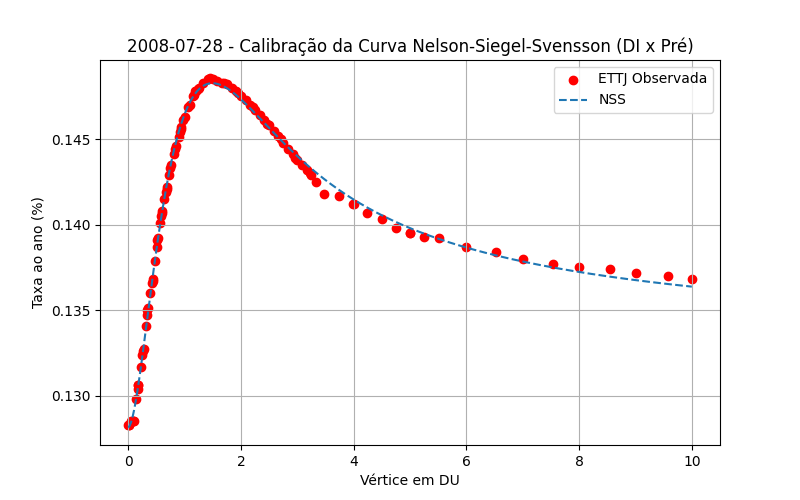 2008-07-28 - Calibração da Curva Nelson-Siegel-Svensson (DI x Pré)
ETTJ Observada
NSS
Taxa ao ano (%)
0.145
0.140
0.135
0.130
0
2
4
6
8
10
Vértice em DU